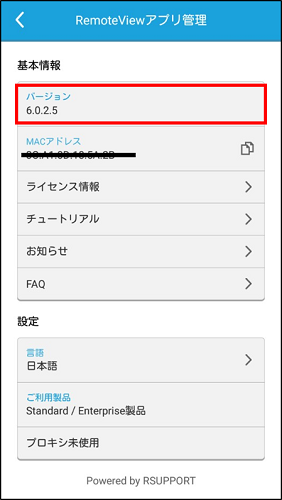 RemoteViewアプリ管理
基本情報
バージョン
6.0.2.5
MACアドレス
ライセンス情報
チュートリアル
お知らせ
FAQ
設定
言語
日本語
ご利用製品
Standard / Enterprise製品
プロキシ未使用
Powered by RSUPPORT